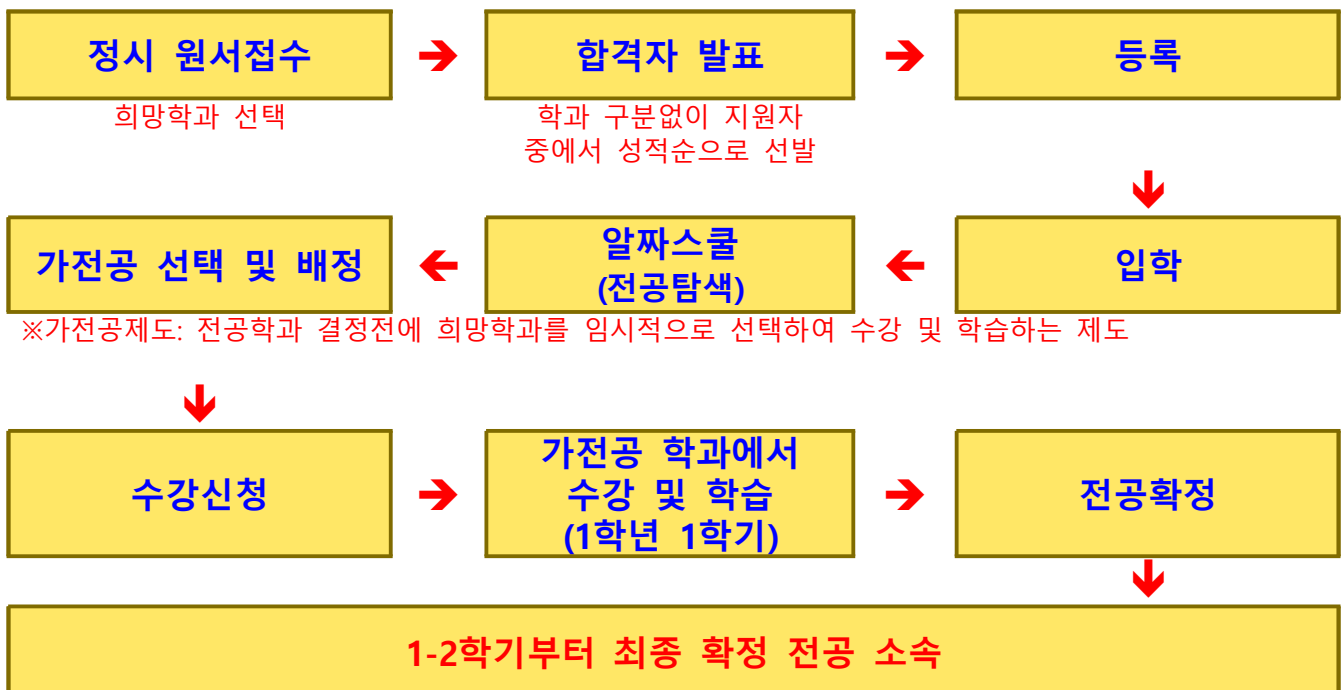 정시 원서접수
합격자 발표
등록
희망학과 선택
학과 구분없이 지원자
중에서 성적순으로 선발
가전공 선택 및 배정
알짜스쿨
(전공탐색)
입학
※가전공제도: 전공학과 결정전에 희망학과를 임시적으로 선택하여 수강 및 학습하는 제도
수강신청
가전공 학과에서
수강 및 학습
(1학년 1학기)
전공확정
1-2학기부터 최종 확정 전공 소속